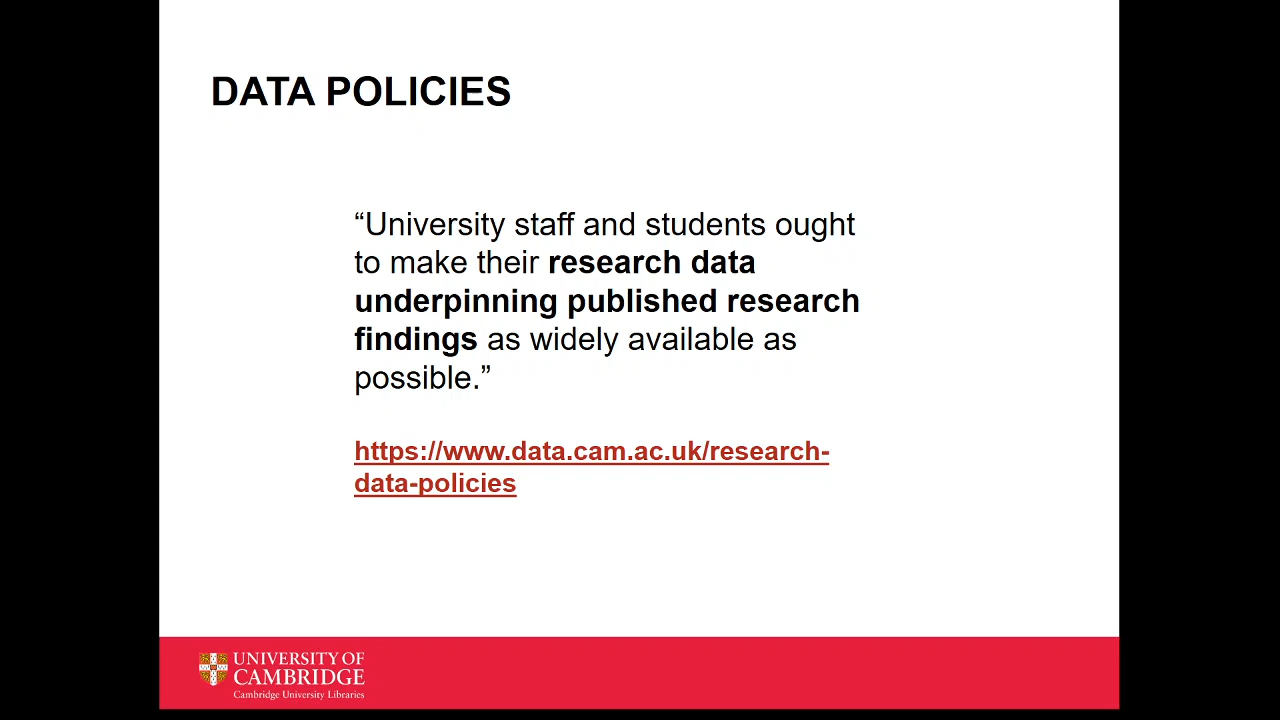 DATA POLICIES
“University staff and students ought
to make their research data
underpinning published research
findings as widely available as
possible.”
https://www.data.cam.ac.uk/research-
data-policies
UNIVERSITY OF
CAMBRIDGE
Cambridge University Libraries